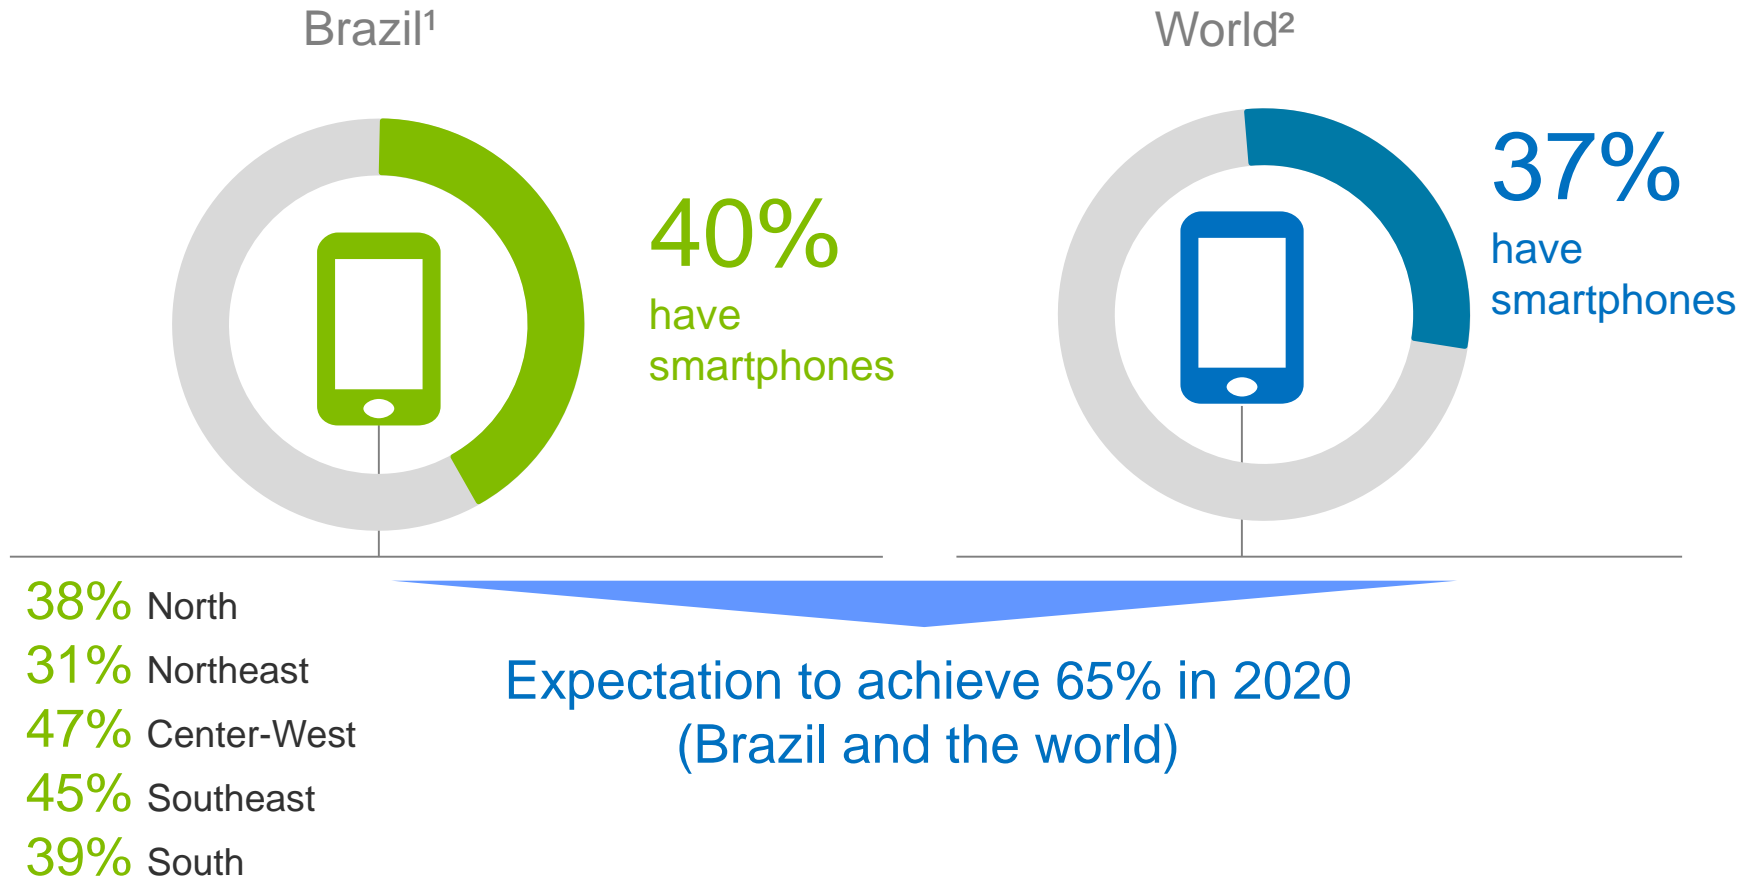 Brazil¹
World²
40%
have
smartphones
37%
have
smartphones
38% North
31% Northeast
47% Center-West
45% Southeast
39% South
Expectation to achieve 65% in 2020
(Brazil and the world)